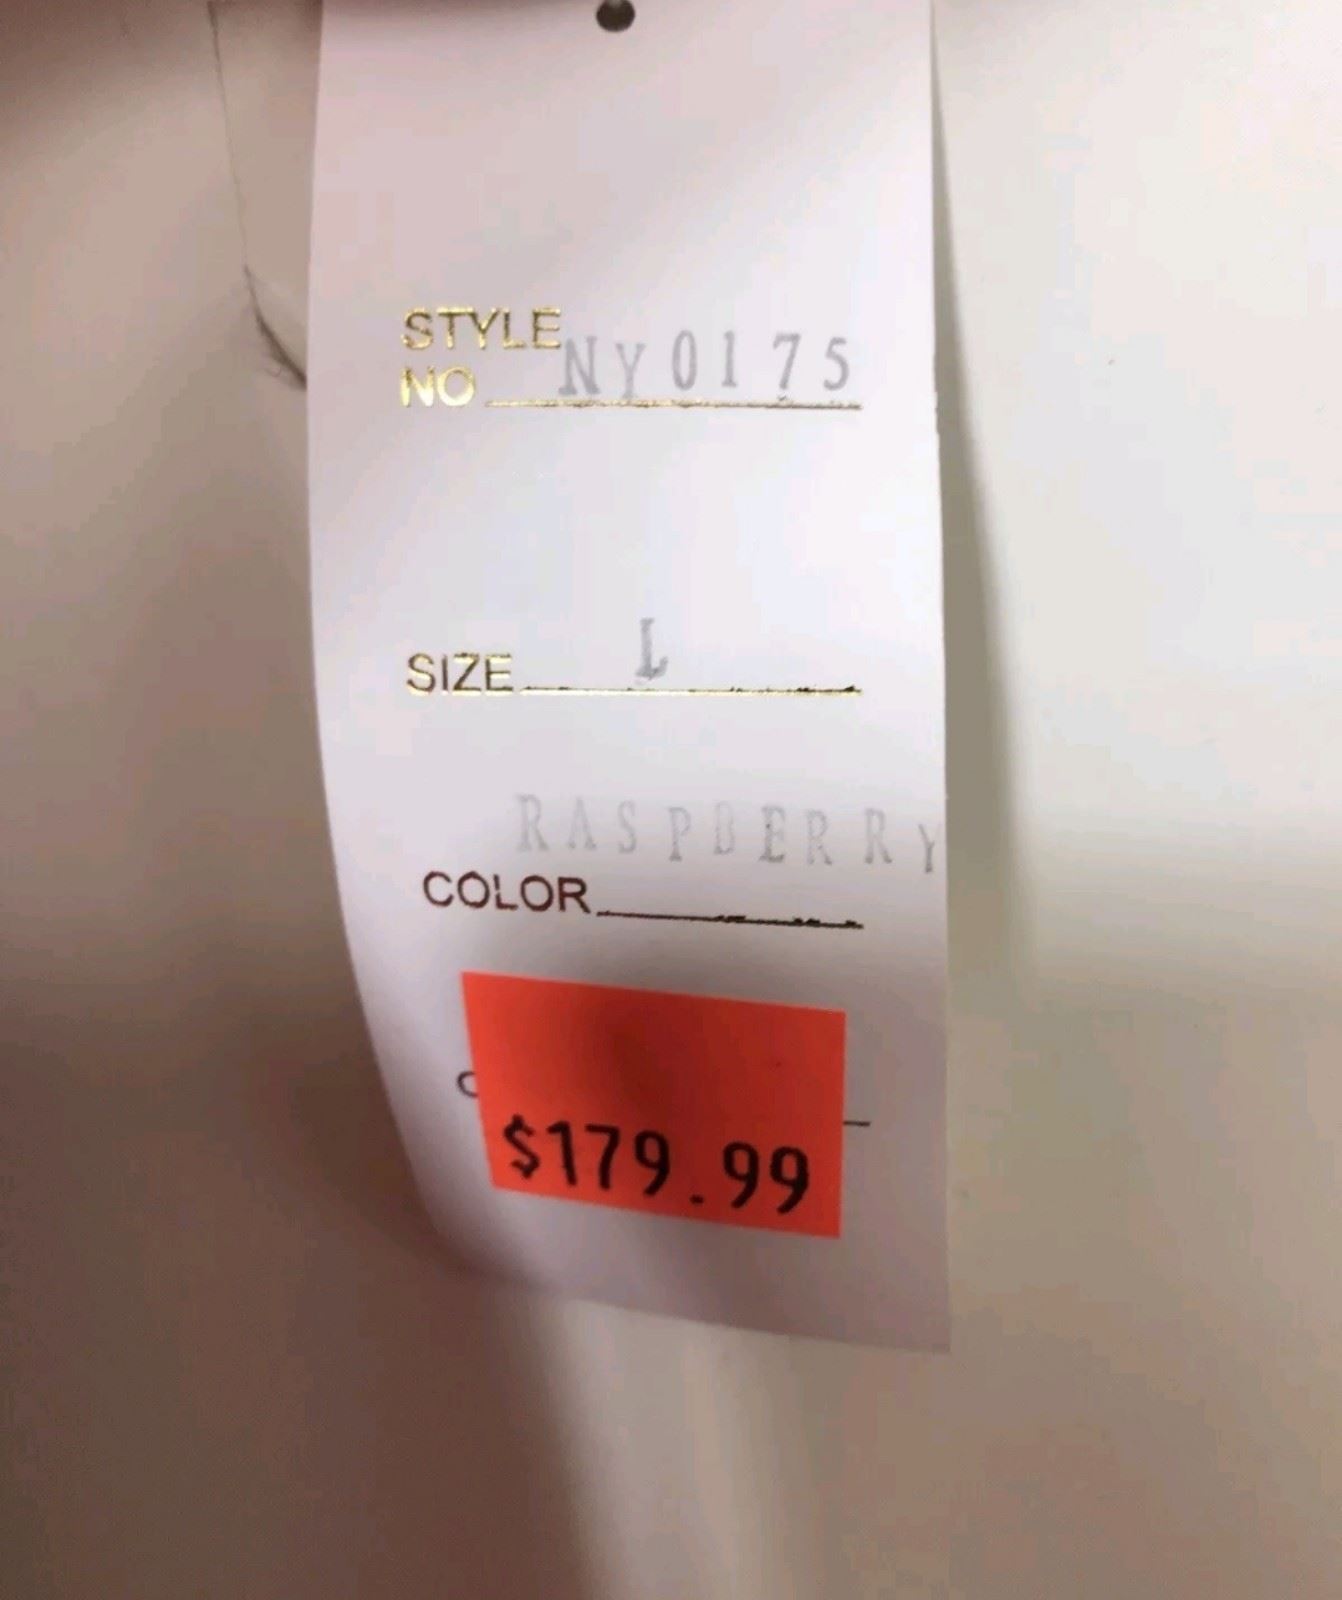 STYLE
NO NY0175
SIZE L
RASPBERRY
COLOR
$179.99